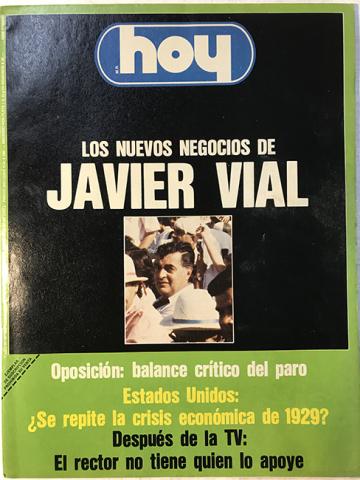 hoy
LOS NUEVOS NEGOCIOS DE
JAVIER VIAL
Oposición: balance crítico del paro
Estados Unidos:
¿Se repite la crisis económica de 1929?
Después de la TV:
El rector no tiene quien lo apoye